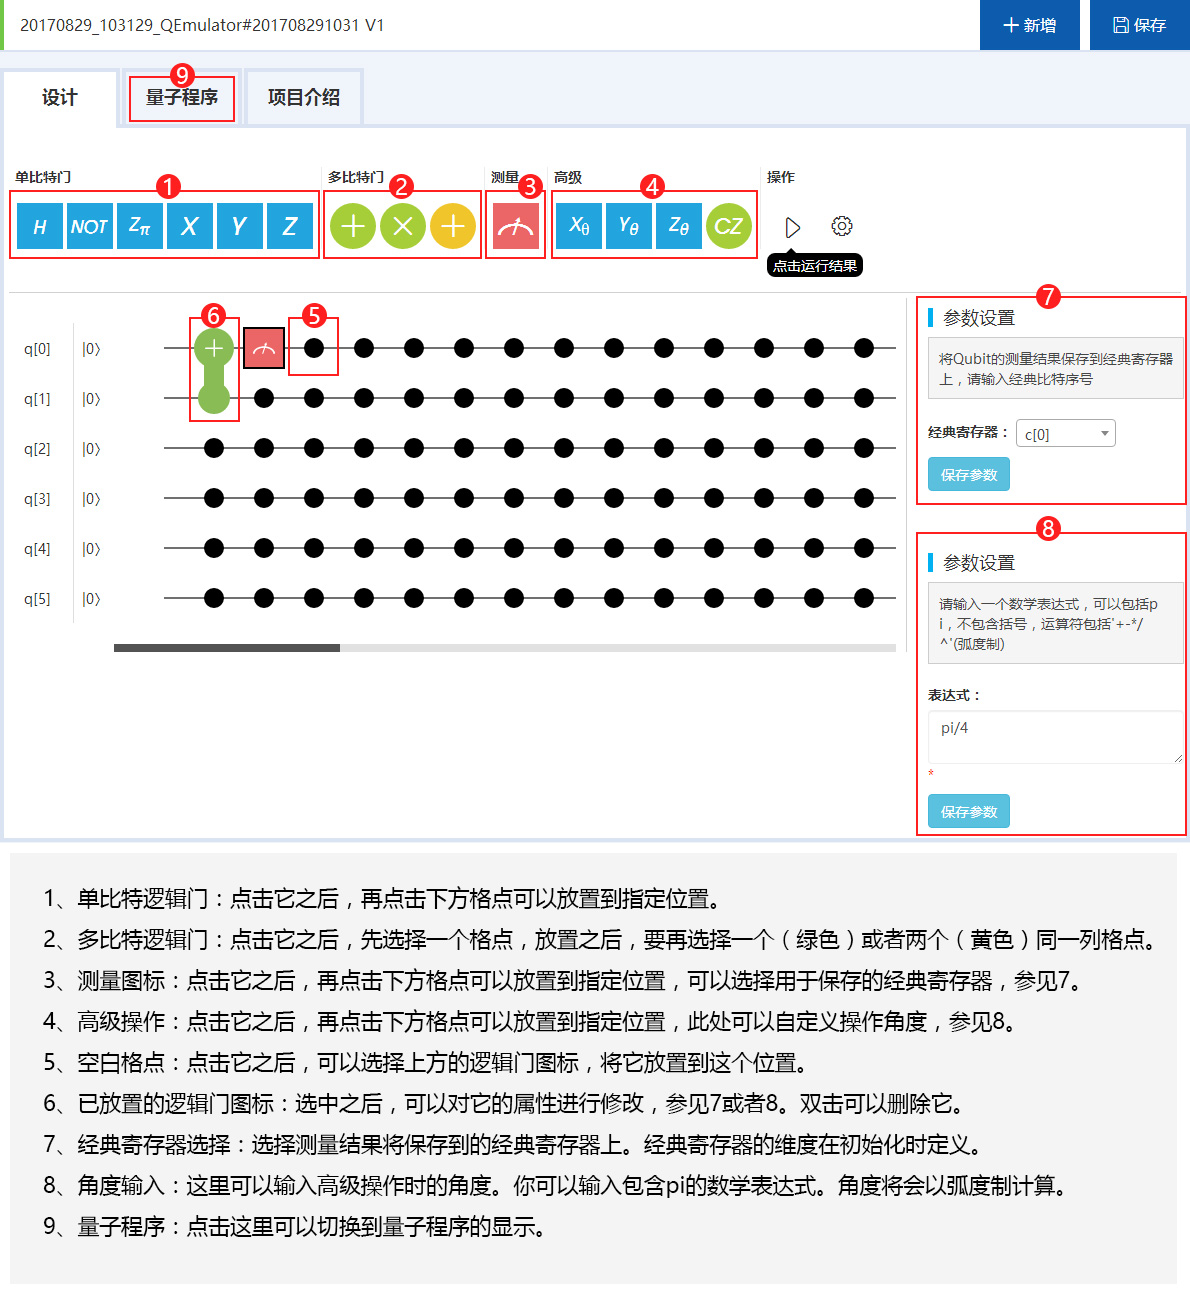 20170829_103129_QEmulator#201708291031 V1
新增
保存
设计
9
量子程序
项目介绍
单比特门
1
多比特门
2
测量
3
高级
4
操作
H NOT Zπ X Y Z
Xθ Yθ Zθ CZ
点击运行结果
6
5
q[0] |0⟩
q[1] |0⟩
q[2] |0⟩
q[3] |0⟩
q[4] |0⟩
q[5] |0⟩
7
参数设置
将Qubit的测量结果保存到经典寄存器
上，请输入经典比特序号
经典寄存器： c[0]
保存参数
8
参数设置
请输入一个数学表达式，可以包括p
i，不包含括号，运算符包括'+-*/
^'(弧度制)
表达式：
pi/4
*
保存参数
1、单比特逻辑门：点击它之后，再点击下方格点可以放置到指定位置。
2、多比特逻辑门：点击它之后，先选择一个格点，放置之后，要再选择一个（绿色）或者两个（黄色）同一列格点。
3、测量图标：点击它之后，再点击下方格点可以放置到指定位置，可以选择用于保存的经典寄存器，参见7。
4、高级操作：点击它之后，再点击下方格点可以放置到指定位置，此处可以自定义操作角度，参见8。
5、空白格点：点击它之后，可以选择上方的逻辑门图标，将它放置到这个位置。
6、已放置的逻辑门图标：选中之后，可以对它的属性进行修改，参见7或者8。双击可以删除它。
7、经典寄存器选择：选择测量结果将保存到的经典寄存器上。经典寄存器的维度在初始化时定义。
8、角度输入：这里可以输入高级操作时的角度。你可以输入包含pi的数学表达式。角度将会以弧度制计算。
9、量子程序：点击这里可以切换到量子程序的显示。